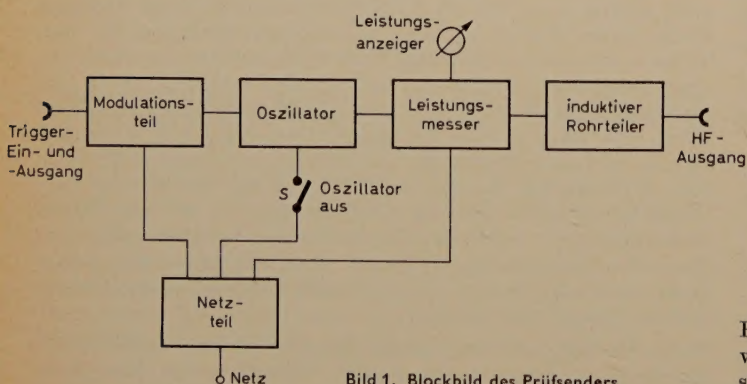 Leistungs-
anzeiger
Modulations-
teil
Oszillator
Leistungs-
messer
induktiver
Rohrteiler
Trigger-
Ein- und
-Ausgang
HF-
Ausgang
S
Oszillator
aus
Netz-
teil
Netz
Bild 1. Blockbild des Prüfsenders